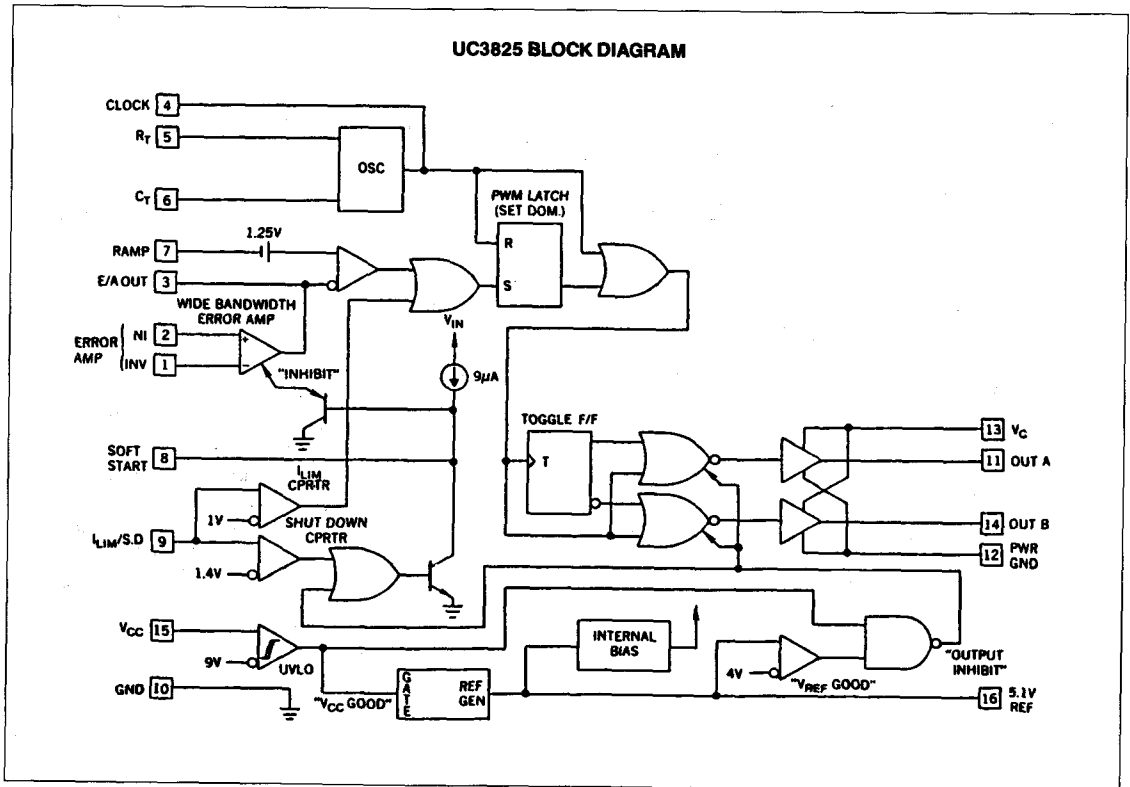 UC3825 BLOCK DIAGRAM
CLOCK 4
RT 5
OSC
CT 6
PWM LATCH
(SET DOM.)
R
S
1.25V
RAMP 7
E/A OUT 3
WIDE BANDWIDTH
ERROR AMP
ERROR
AMP
NI 2
INV 1
+
−
"INHIBIT"
VIN
9µA
SOFT
START 8
TOGGLE F/F
T
13 VC
11 OUT A
14 OUT B
12 PWR
GND
ILIM
CPRTR
1V
SHUT DOWN
CPRTR
ILIM/S.D 9
1.4V
VCC 15
9V
UVLO
GND 10
"VCC GOOD"
GATE
REF
GEN
INTERNAL
BIAS
4V
"VREF GOOD"
"OUTPUT
INHIBIT"
16 5.1V
REF